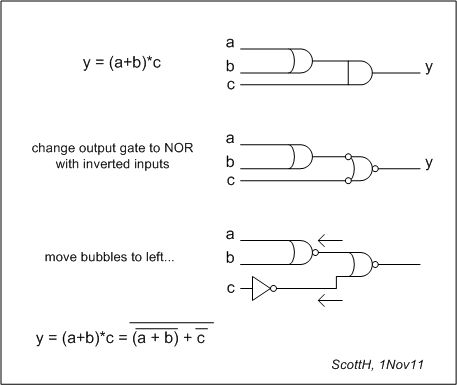 y = (a+b)*c
a
b
c
y
change output gate to NOR
with inverted inputs
a
b
c
y
move bubbles to left...
a
b
c
y = (a+b)*c = (a + b) + c
ScottH, 1Nov11